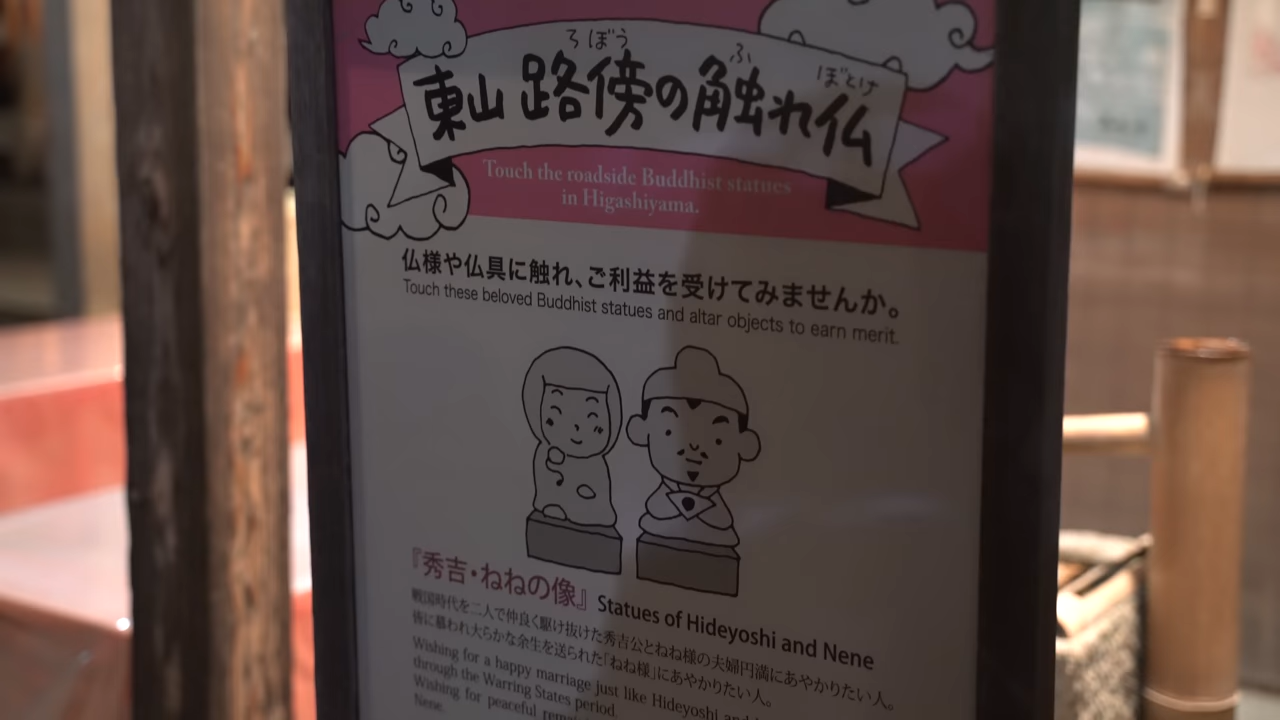 ろぼう ふ ぼとけ
東山 路傍の触れ仏
Touch the roadside Buddhist statues
in Higashiyama.
仏様や仏具に触れ、ご利益を受けてみませんか。
Touch these beloved Buddhist statues and altar objects to earn merit.
『秀吉・ねねの像』 Statues of Hideyoshi and Nene
戦国時代を二人で仲良く駆け抜けた秀吉公とねね様の夫婦円満にあやかりたい人。
皆に慕われ大らかな余生を送られた「ねね様」にあやかりたい人。
Wishing for a happy marriage just like Hideyoshi and
through the Warring States period.
Wishing for peaceful
Nene.